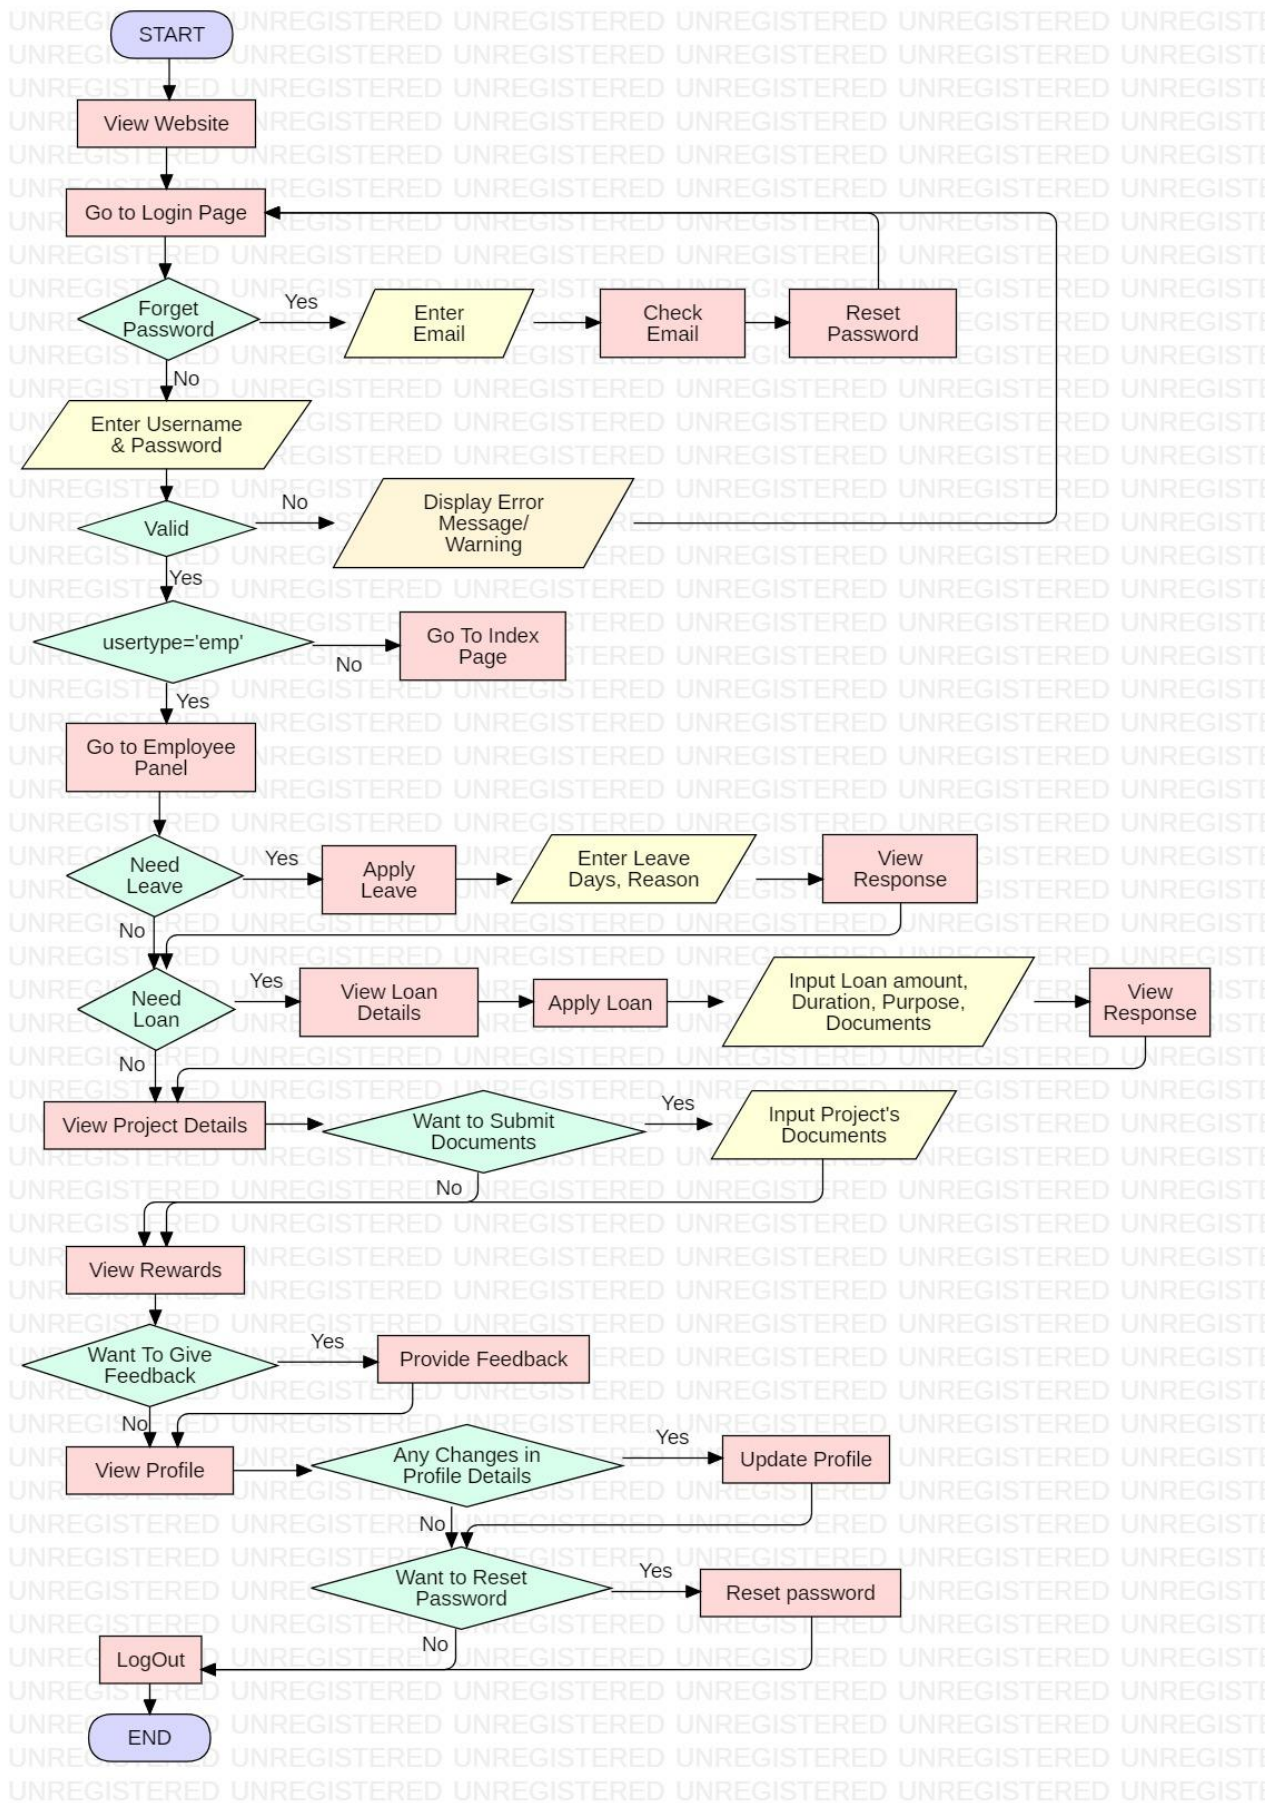 START
View Website
Go to Login Page
Forget
Password
Yes
Enter
Email
Check
Email
Reset
Password
No
Enter Username
& Password
Valid
No
Display Error
Message/
Warning
Yes
usertype='emp'
No
Go To Index
Page
Yes
Go to Employee
Panel
Need
Leave
Yes
Apply
Leave
Enter Leave
Days, Reason
View
Response
No
Need
Loan
Yes
View Loan
Details
Apply Loan
Input Loan amount,
Duration, Purpose,
Documents
View
Response
No
View Project Details
Want to Submit
Documents
Yes
Input Project's
Documents
No
View Rewards
Want To Give
Feedback
Yes
Provide Feedback
No
View Profile
Any Changes in
Profile Details
Yes
Update Profile
No
Want to Reset
Password
Yes
Reset password
No
LogOut
END
UNREGISTERED